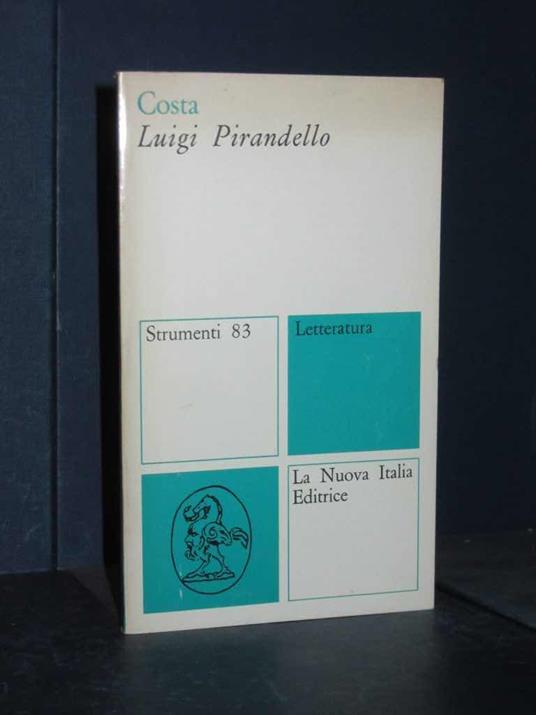 Costa
Luigi Pirandello
Strumenti 83
Letteratura
La Nuova Italia
Editrice